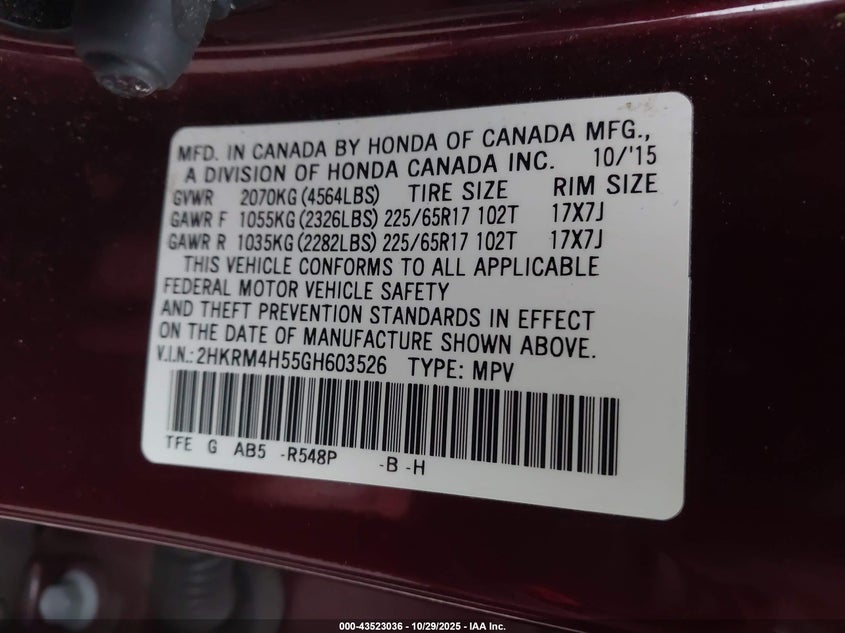 MFD. IN CANADA BY HONDA OF CANADA MFG.,
A DIVISION OF HONDA CANADA INC. 10/'15
GVWR 2070KG (4564LBS) TIRE SIZE RIM SIZE
GAWR F 1055KG (2326LBS) 225/65R17 102T 17X7J
GAWR R 1035KG (2282LBS) 225/65R17 102T 17X7J
THIS VEHICLE CONFORMS TO ALL APPLICABLE
FEDERAL MOTOR VEHICLE SAFETY
AND THEFT PREVENTION STANDARDS IN EFFECT
ON THE DATE OF MANUFACTURE SHOWN ABOVE.
V.I.N.: 2HKRM4H55GH603526 TYPE: MPV
TFE G AB5 -R548P -B -H
000-43523036 - 10/29/2025 - IAA Inc.